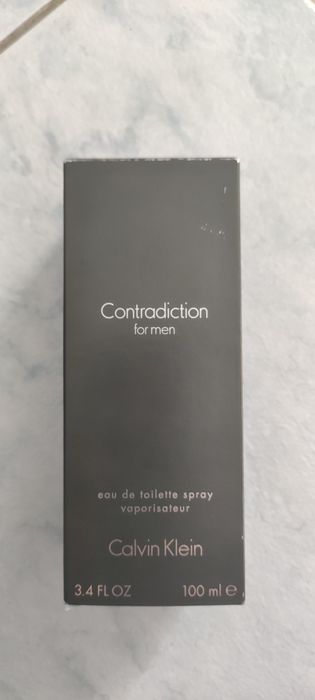 Contradiction
for men
eau de toilette spray
vaporisateur
Calvin Klein
3.4 FL OZ 100 ml ℮